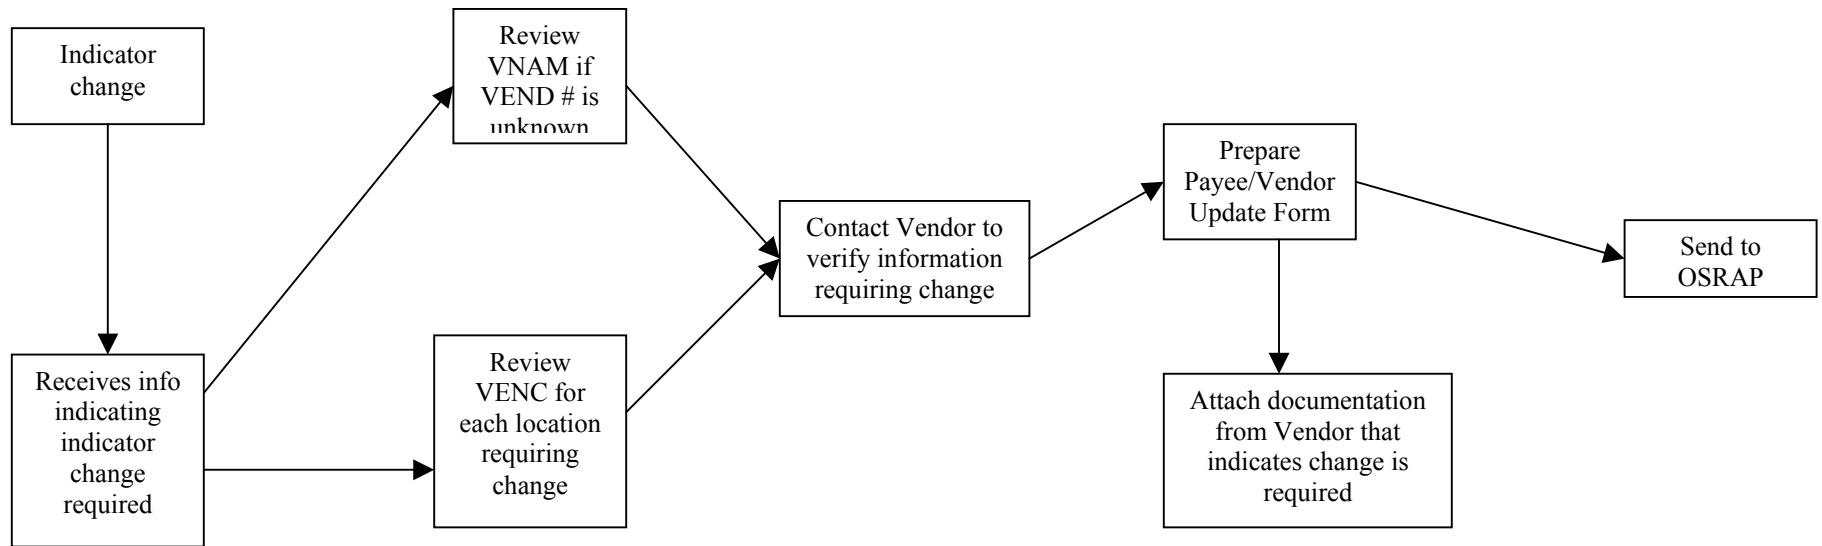 Indicator
change
Receives info
indicating
indicator
change
required
Review
VNAM if
VEND # is
unknown
Review
VENC for
each location
requiring
change
Contact Vendor to
verify information
requiring change
Prepare
Payee/Vendor
Update Form
Attach documentation
from Vendor that
indicates change is
required
Send to
OSRAP